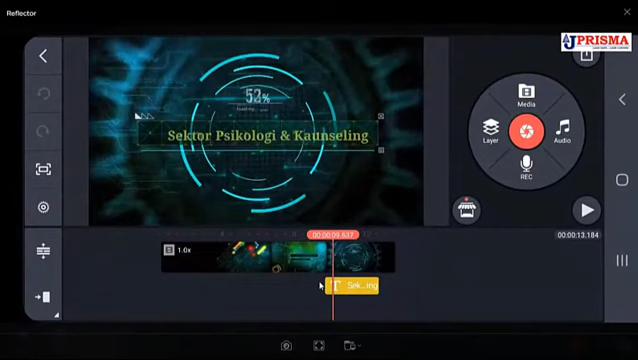 Reflector
AJPRISMA
52%
Sektor Psikologi & Kaunseling
Media
Layer
Audio
REC
00:00:09.637
00:00:13.184
1.0x
T Sek...ing